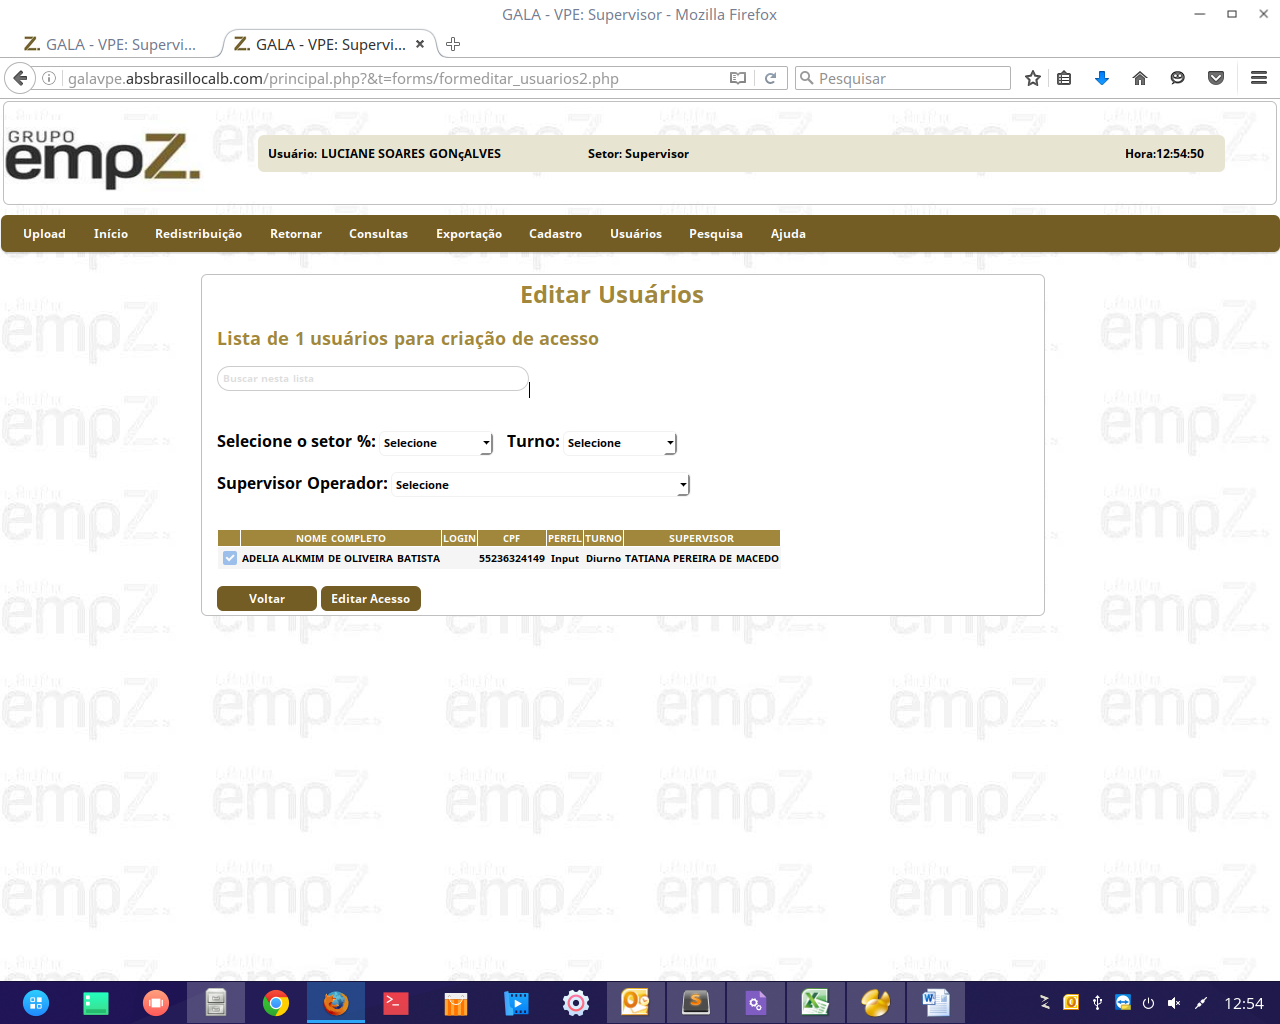 GALA - VPE: Supervisor - Mozilla Firefox
Z. GALA - VPE: Supervi...
Z. GALA - VPE: Supervi...
galavpe.absbrasillocalb.com/principal.php?&t=forms/formeditar_usuarios2.php
Pesquisar
GRUPO
empZ.
Usuário: LUCIANE SOARES GONçALVES Setor: Supervisor Hora:12:54:50
Upload Início Redistribuição Retornar Consultas Exportação Cadastro Usuários Pesquisa Ajuda
Editar Usuários
Lista de 1 usuários para criação de acesso
Buscar nesta lista
Selecione o setor %: Selecione Turno: Selecione
Supervisor Operador: Selecione
NOME COMPLETO LOGIN CPF PERFIL TURNO SUPERVISOR
ADELIA ALKMIM DE OLIVEIRA BATISTA 55236324149 Input Diurno TATIANA PEREIRA DE MACEDO
Voltar Editar Acesso
12:54